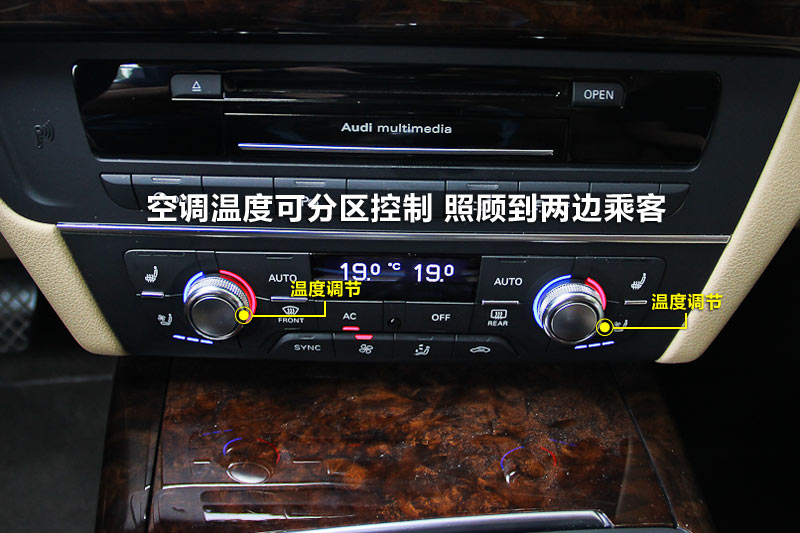 OPEN
Audi multimedia
空调温度可分区控制 照顾到两边乘客
19.0 °C 19.0
AUTO
AUTO
温度调节
温度调节
FRONT
AC
OFF
REAR
SYNC